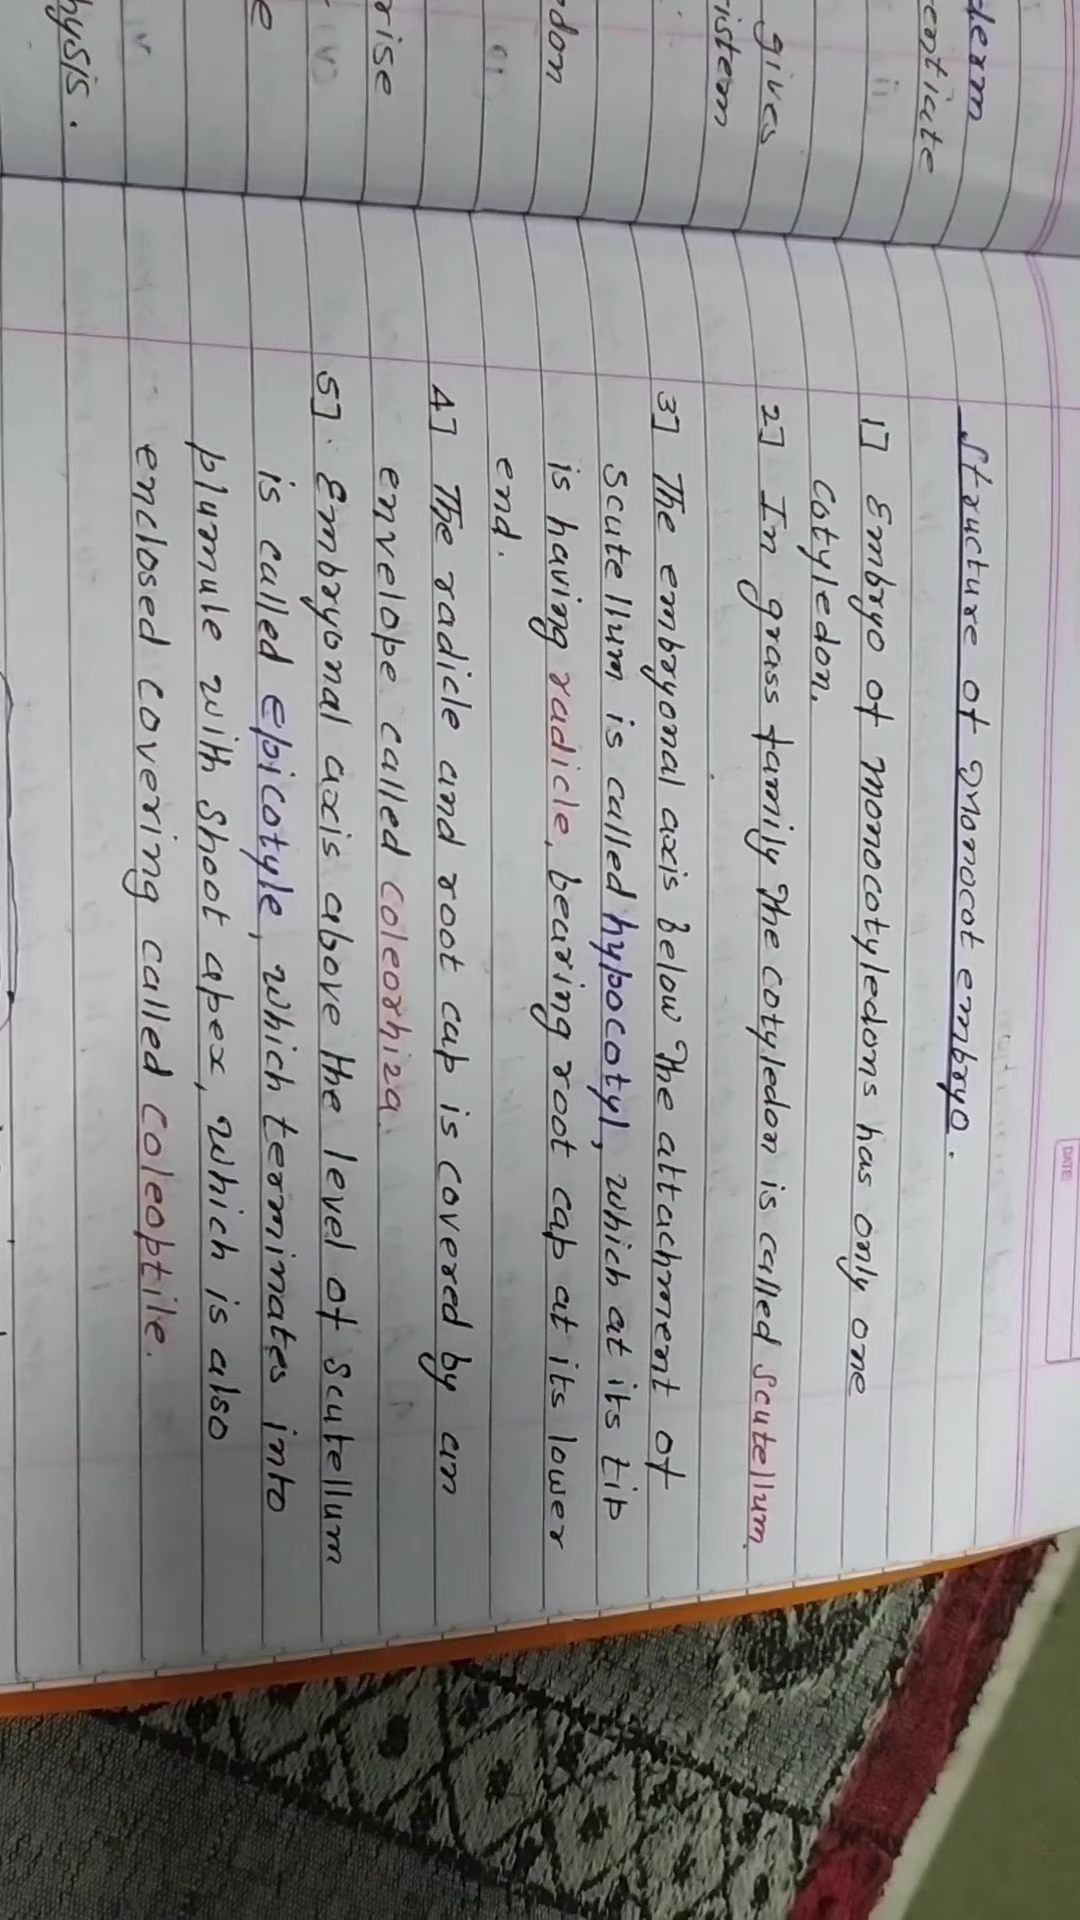 derm
entiate
gives
istem
edon
rise
e
hysis.
DATE
Structure of monocot embryo.
1] Embryo of monocotyledons has only one
cotyledon.
2] In grass family the cotyledon is called scutellum.
3] The embryonal axis below the attachment of
scutellum is called hypocotyl, which at its tip
is having radicle, bearing root cap at its lower
end.
4] The radicle and root cap is covered by an
envelope called coleorhiza.
5] Embryonal axis above the level of scutellum
is called epicotyle, which terminates into
plumule with shoot apex, which is also
enclosed covering called coleoptile.